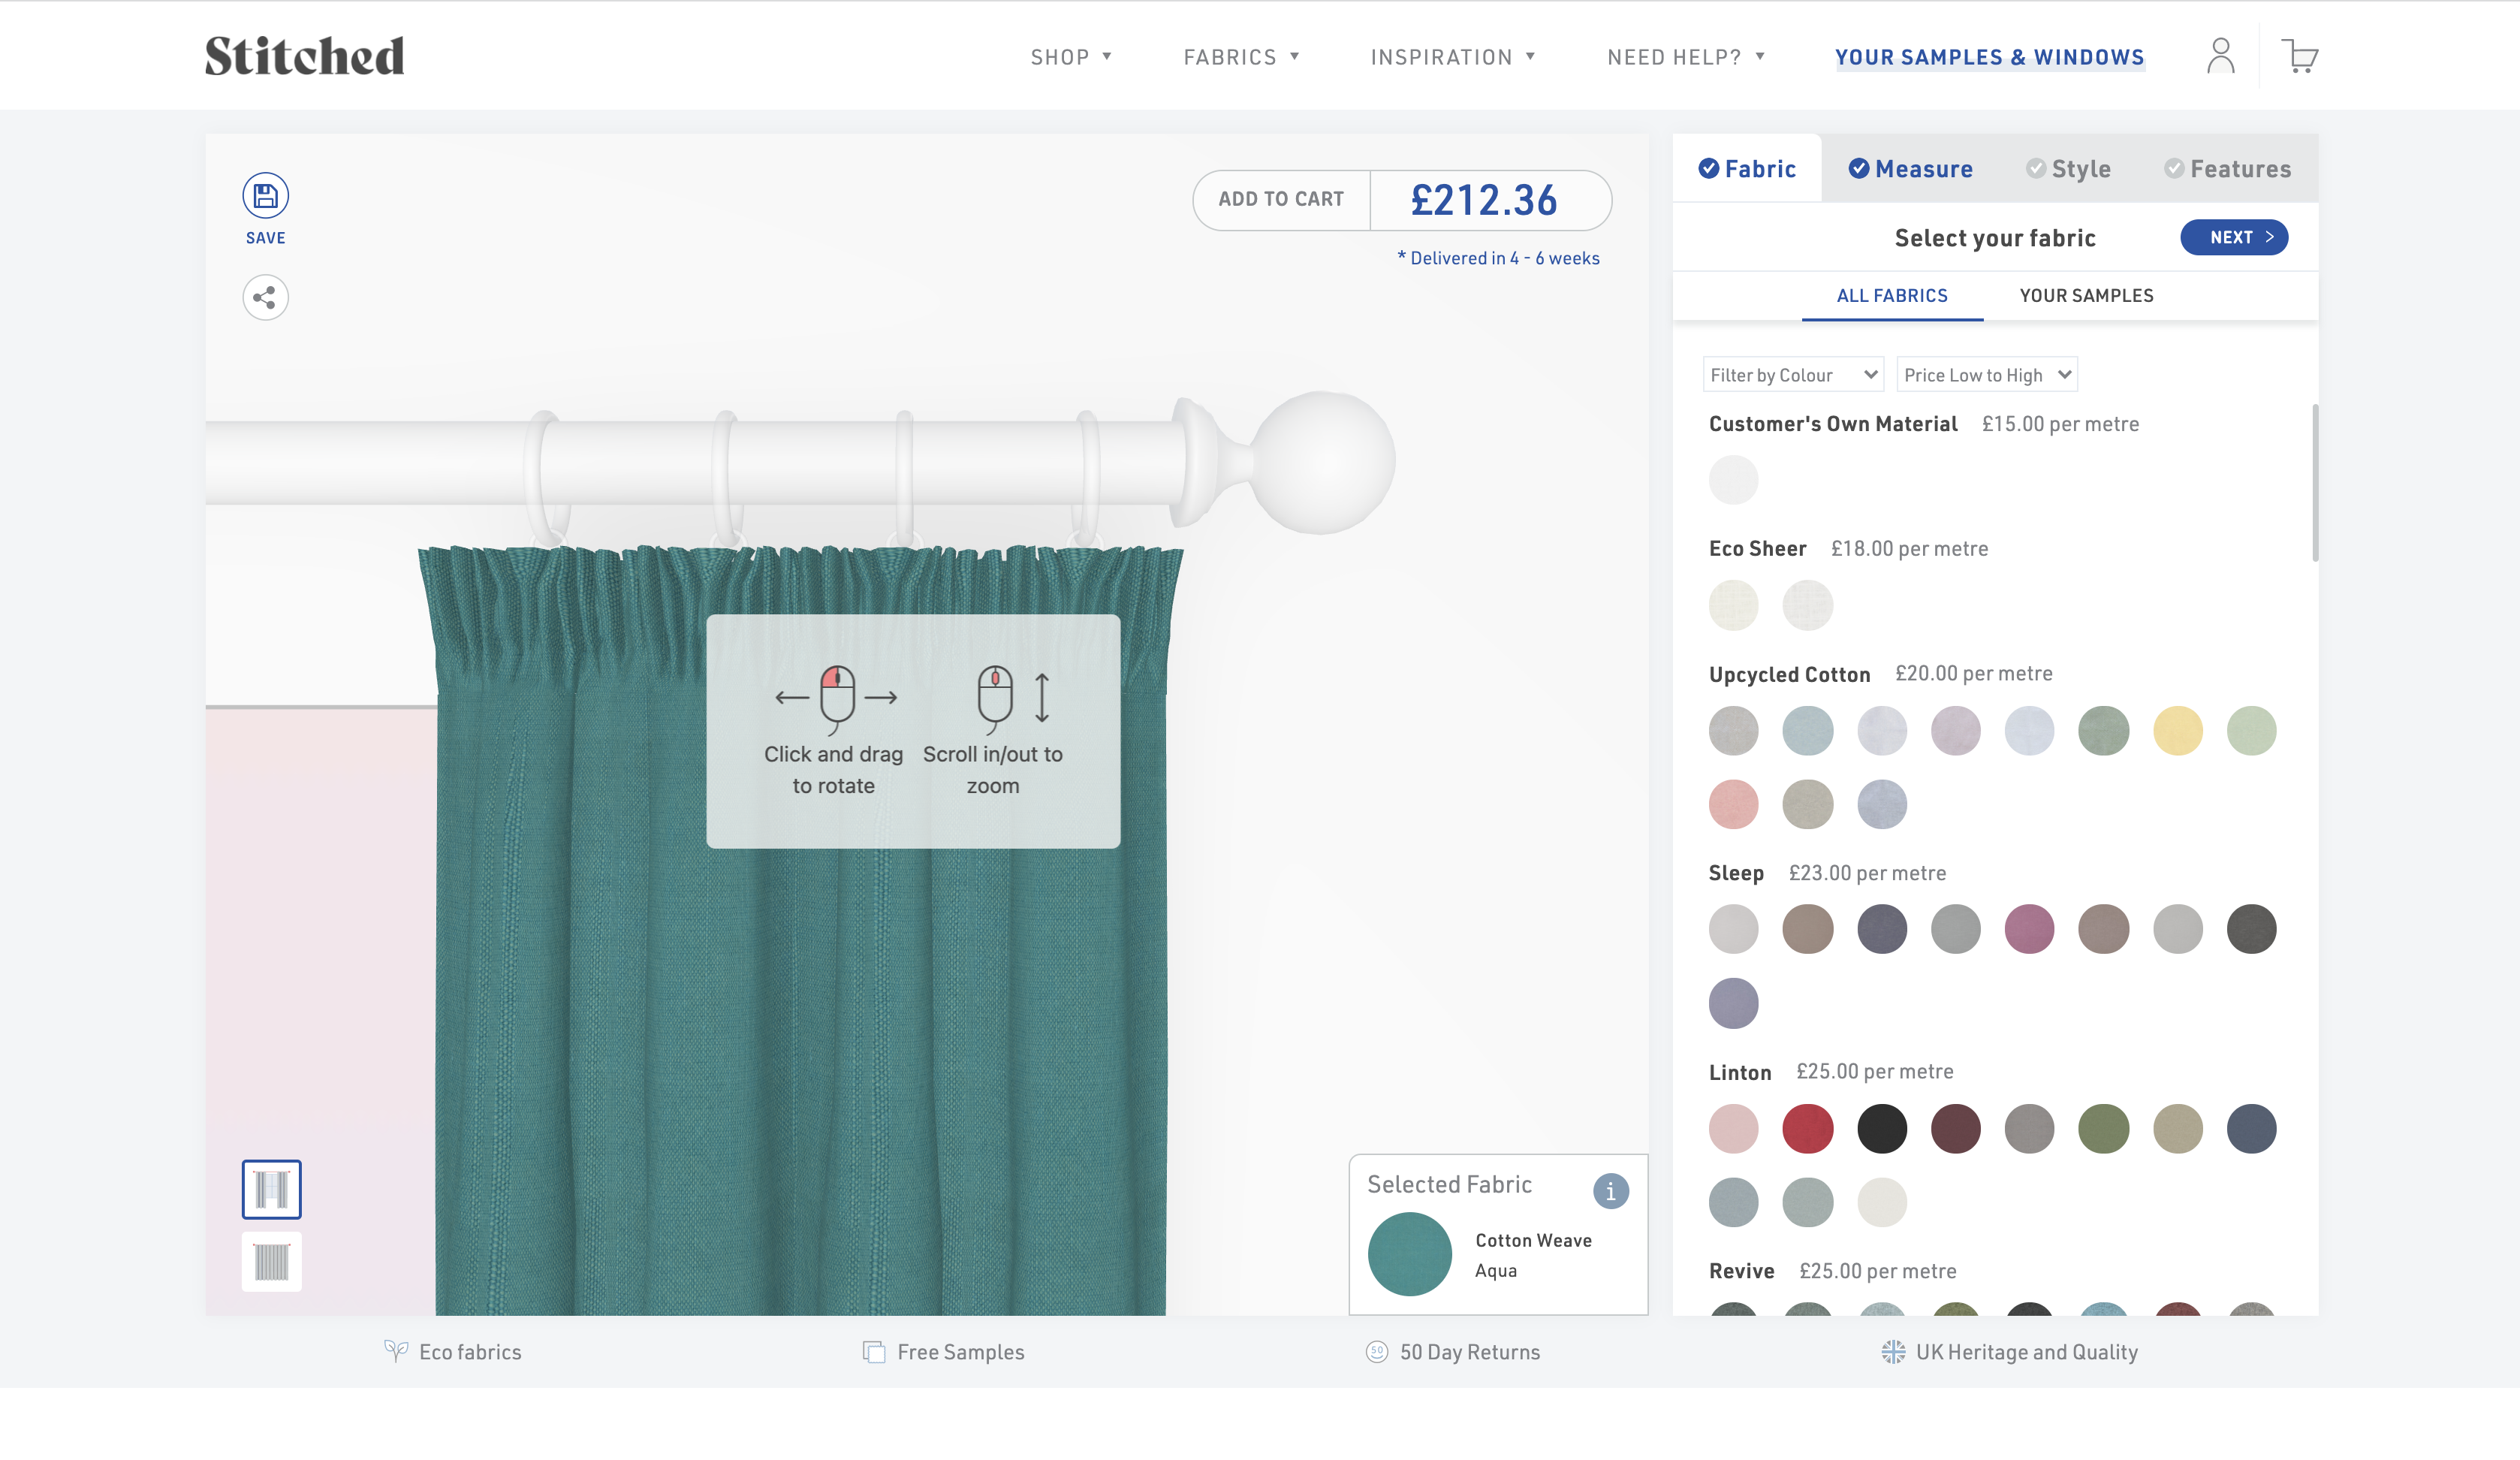 Stitched
SHOP
FABRICS
INSPIRATION
NEED HELP?
YOUR SAMPLES & WINDOWS
SAVE
ADD TO CART
£212.36
* Delivered in 4 - 6 weeks
Click and drag
to rotate
Scroll in/out to
zoom
Selected Fabric
i
Cotton Weave
Aqua
Fabric
Measure
Style
Features
Select your fabric
NEXT >
ALL FABRICS
YOUR SAMPLES
Filter by Colour
Price Low to High
Customer's Own Material £15.00 per metre
Eco Sheer £18.00 per metre
Upcycled Cotton £20.00 per metre
Sleep £23.00 per metre
Linton £25.00 per metre
Revive £25.00 per metre
Eco fabrics
Free Samples
50
50 Day Returns
UK Heritage and Quality